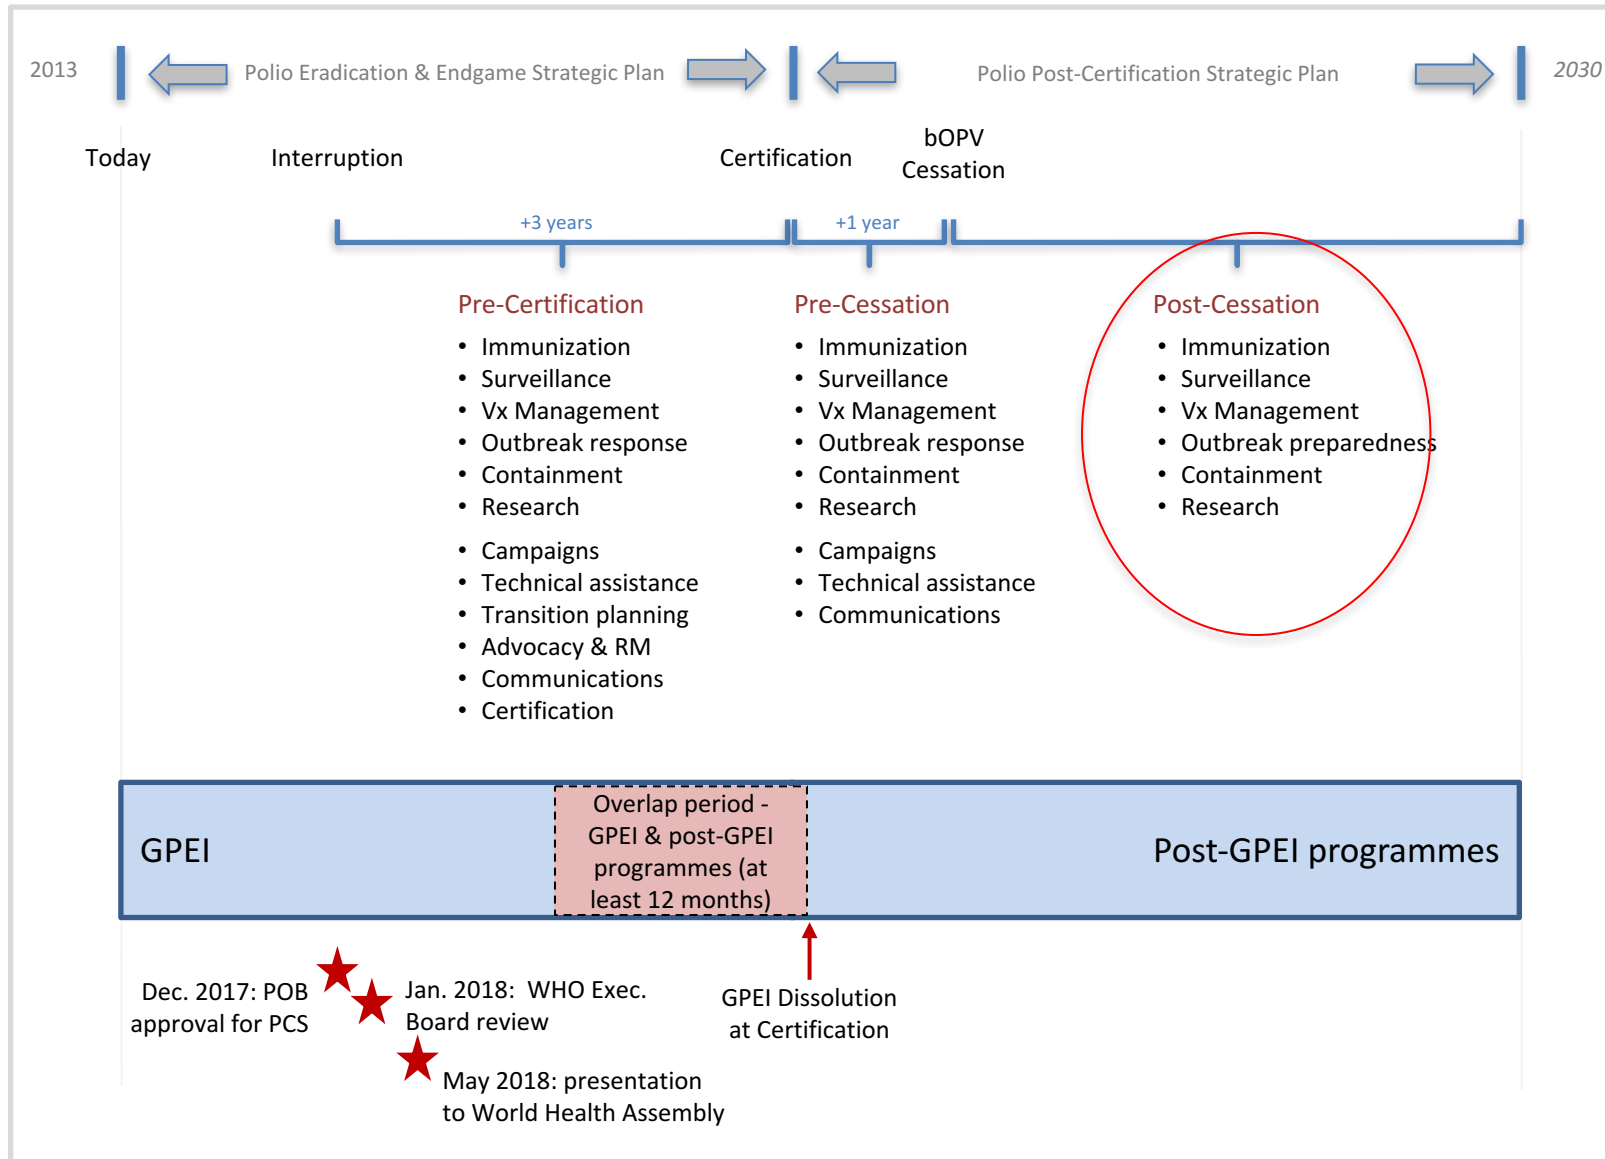 2013
Polio Eradication & Endgame Strategic Plan
Polio Post-Certification Strategic Plan
2030
Today
Interruption
Certification
bOPV
Cessation
+3 years
+1 year
Pre-Certification
• Immunization
• Surveillance
• Vx Management
• Outbreak response
• Containment
• Research
• Campaigns
• Technical assistance
• Transition planning
• Advocacy & RM
• Communications
• Certification
Pre-Cessation
• Immunization
• Surveillance
• Vx Management
• Outbreak response
• Containment
• Research
• Campaigns
• Technical assistance
• Communications
Post-Cessation
• Immunization
• Surveillance
• Vx Management
• Outbreak preparedness
• Containment
• Research
GPEI
Overlap period -
GPEI & post-GPEI
programmes (at
least 12 months)
Post-GPEI programmes
Dec. 2017: POB
approval for PCS
Jan. 2018: WHO Exec.
Board review
May 2018: presentation
to World Health Assembly
GPEI Dissolution
at Certification